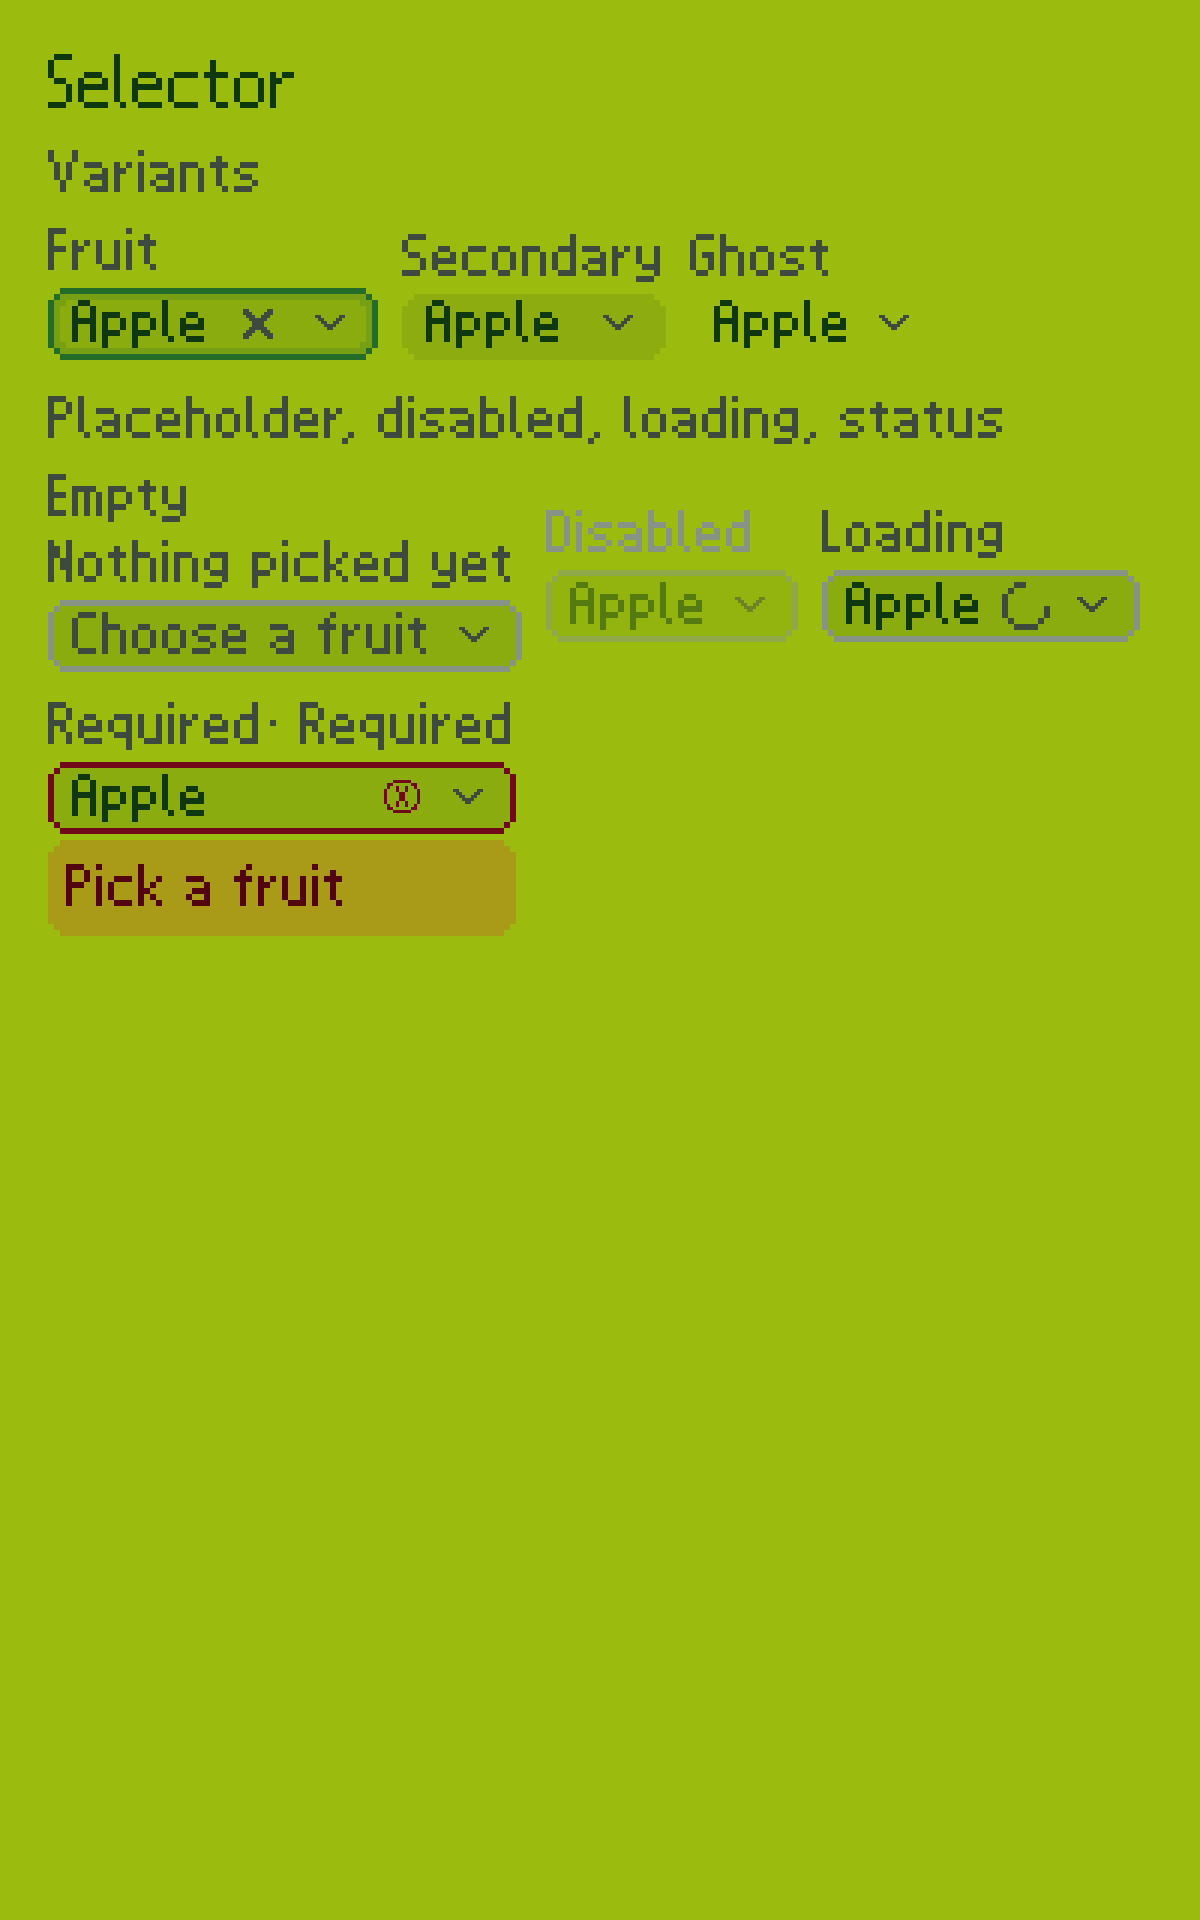 Selector
Variants
Fruit
Secondary Ghost
Apple
Apple
Apple
Placeholder, disabled, loading, status
Empty
Nothing picked yet
Disabled
Loading
Choose a fruit
Apple
Apple
Required· Required
Apple
Pick a fruit